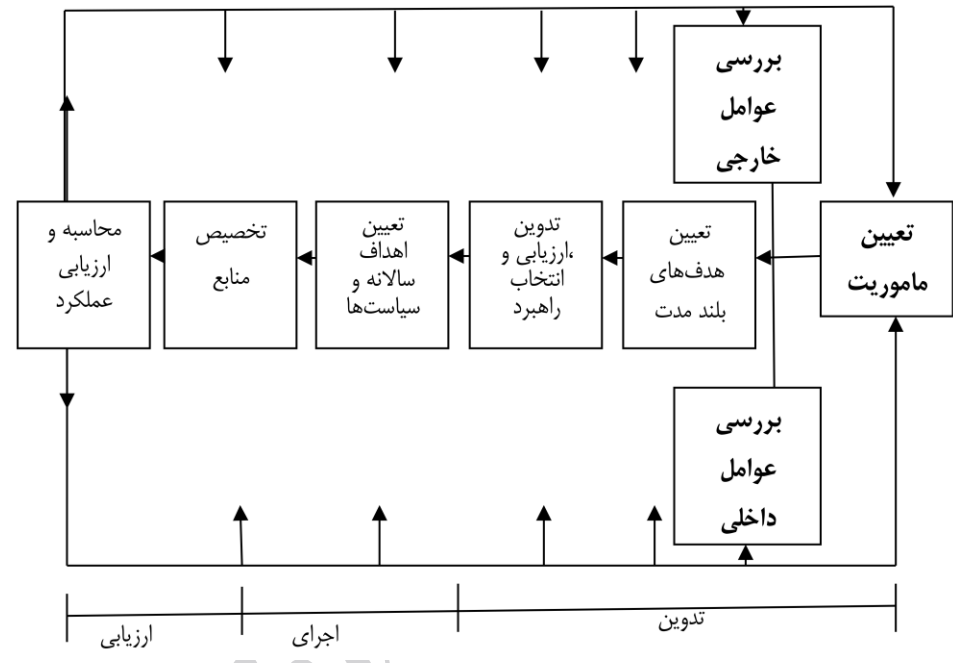 بررسی
عوامل
خارجی
تعیین
ماموریت
تعیین
هدف‌های
بلند مدت
تدوین
،ارزیابی و
انتخاب
راهبرد
تعیین
اهداف
سالانه و
سیاست‌ها
تخصیص
منابع
محاسبه و
ارزیابی
عملکرد
بررسی
عوامل
داخلی
تدوین
اجرای
ارزیابی